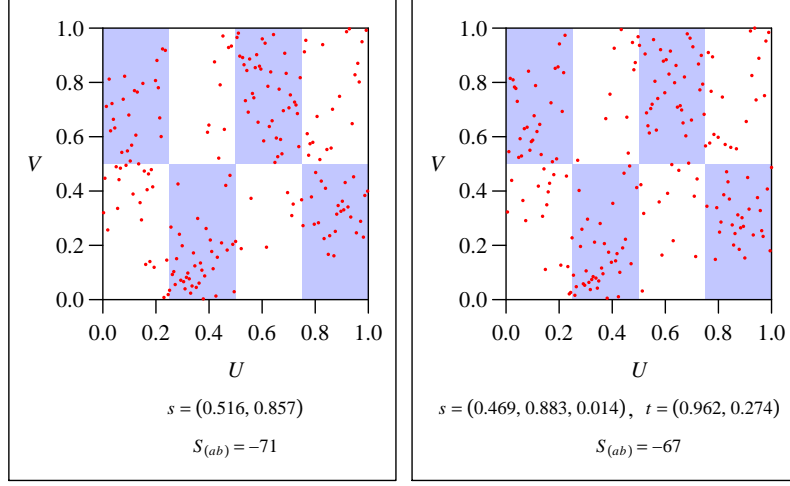 1.0
0.8
0.6
V
0.4
0.2
0.0
0.0 0.2 0.4 0.6 0.8 1.0
U
s = (0.516, 0.857)
S(ab) = –71
1.0
0.8
0.6
V
0.4
0.2
0.0
0.0 0.2 0.4 0.6 0.8 1.0
U
s = (0.469, 0.883, 0.014), t = (0.962, 0.274)
S(ab) = –67